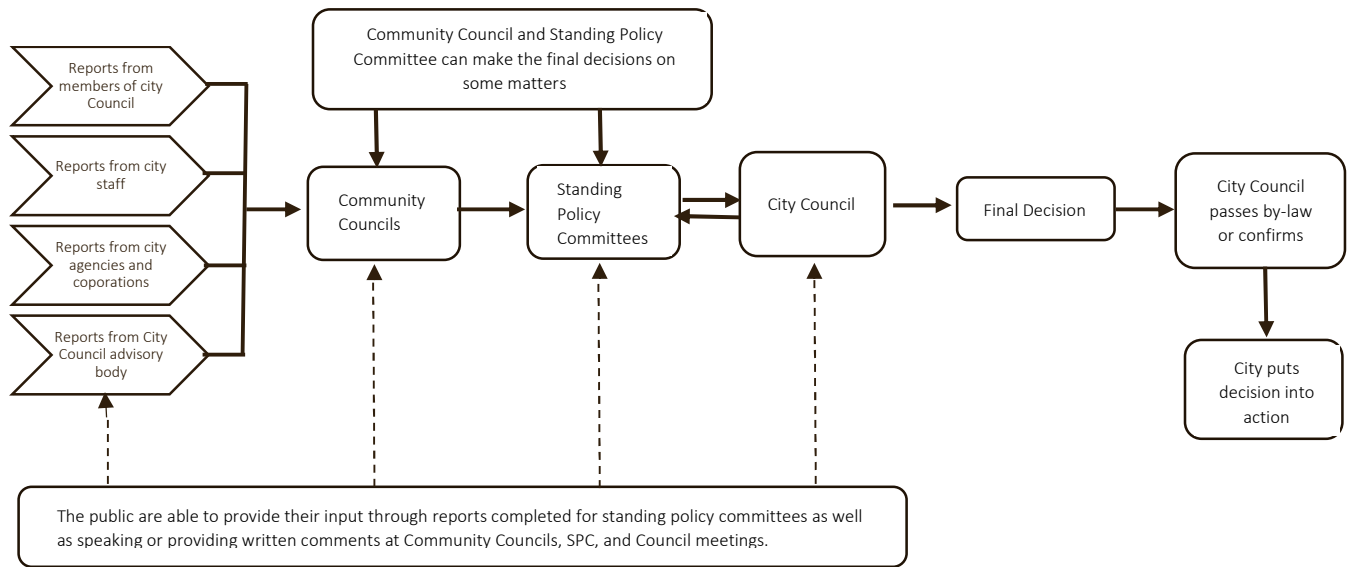 Community Council and Standing Policy
Committee can make the final decisions on
some matters
Reports from
members of city
Council
Reports from city
staff
Reports from city
agencies and
coporations
Reports from City
Council advisory
body
Community
Councils
Standing
Policy
Committees
City Council
Final Decision
City Council
passes by-law
or confirms
City puts
decision into
action
The public are able to provide their input through reports completed for standing policy committees as well
as speaking or providing written comments at Community Councils, SPC, and Council meetings.